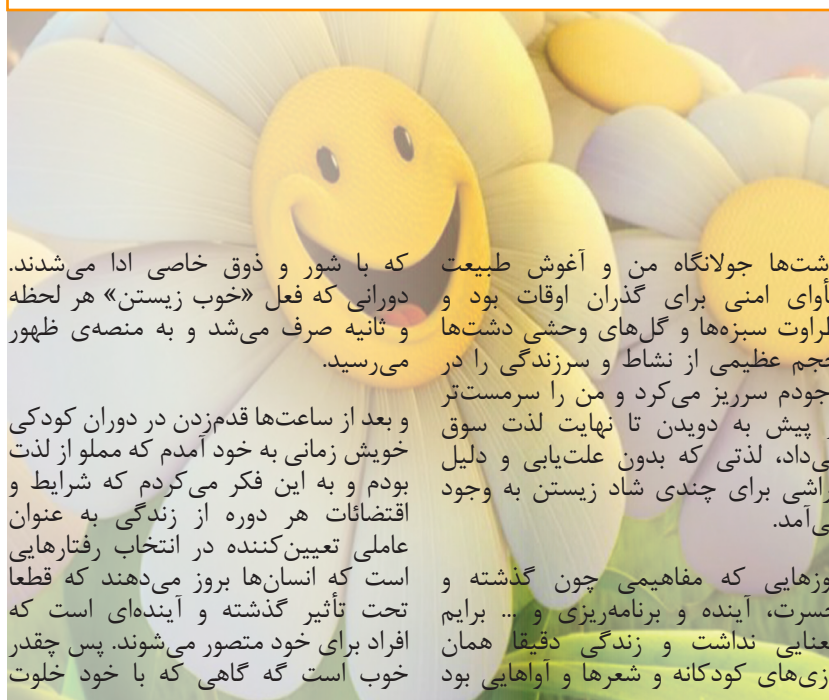 جولانگاه من و آغوش طبیعت
امنی برای گذران اوقات بود و
سبزه‌ها و گل‌های وحشی دشت‌ها
عظیمی از نشاط و سرزندگی را در
سرریز می‌کرد و من را سرمست‌تر
پیش به دویدن تا نهایت لذت سوق
لذتی که بدون علت‌یابی و دلیل
برای چندی شاد زیستن به وجود
که مفاهیمی چون گذشته و
آینده و برنامه‌ریزی و ... برایم
نداشت و زندگی دقیقا همان
کودکانه و شعرها و آواهایی بود
که با شور و ذوق خاصی ادا می‌شدند.
دورانی که فعل «خوب زیستن» هر لحظه
و ثانیه صرف می‌شد و به منصه‌ی ظهور
می‌رسید.
و بعد از ساعت‌ها قدم‌زدن در دوران کودکی
خویش زمانی به خود آمدم که مملو از لذت
بودم و به این فکر می‌کردم که شرایط و
اقتضائات هر دوره از زندگی به عنوان
عاملی تعیین‌کننده در انتخاب رفتارهایی
است که انسان‌ها بروز می‌دهند که قطعا
تحت تأثیر گذشته و آینده‌ای است که
افراد برای خود متصور می‌شوند. پس چقدر
خوب است گه گاهی که با خود خلوت